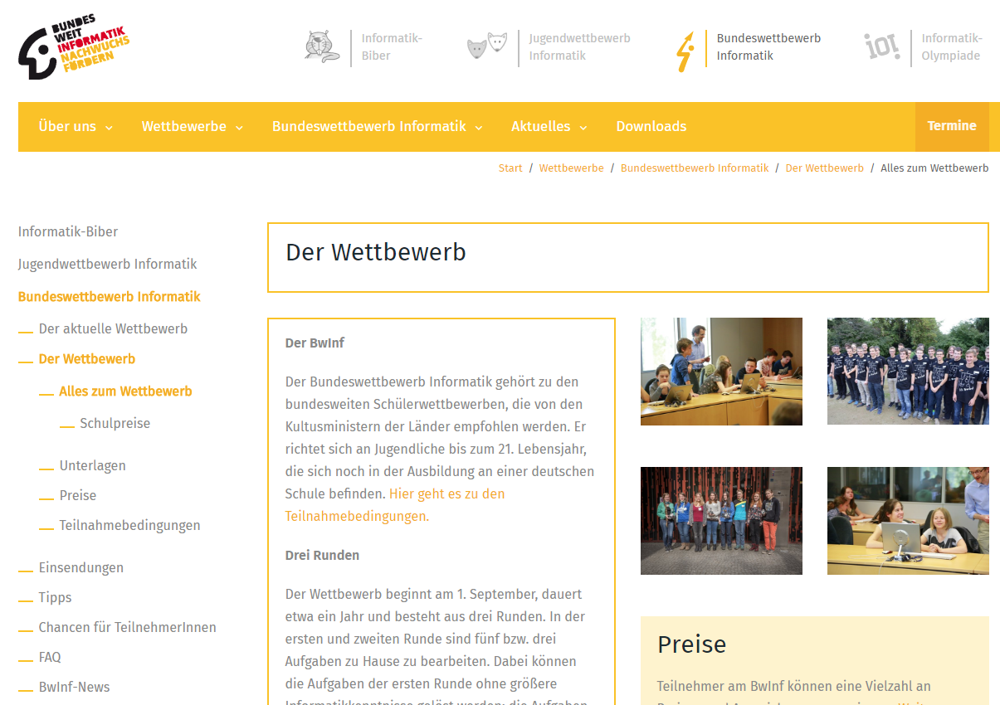 BUNDES
WEIT
INFORMATIK
NACHWUCHS
FÖRDERN
Informatik-
Biber
Jugendwettbewerb
Informatik
Bundeswettbewerb
Informatik
io!
Informatik-
Olympiade
Über uns
Wettbewerbe
Bundeswettbewerb Informatik
Aktuelles
Downloads
Termine
Start / Wettbewerbe / Bundeswettbewerb Informatik / Der Wettbewerb / Alles zum Wettbewerb
Informatik-Biber
Jugendwettbewerb Informatik
Bundeswettbewerb Informatik
Der aktuelle Wettbewerb
Der Wettbewerb
Alles zum Wettbewerb
Schulpreise
Unterlagen
Preise
Teilnahmebedingungen
Einsendungen
Tipps
Chancen für TeilnehmerInnen
FAQ
BwInf-News
Der Wettbewerb
Der BwInf
Der Bundeswettbewerb Informatik gehört zu den
bundesweiten Schülerwettbewerben, die von den
Kultusministern der Länder empfohlen werden. Er
richtet sich an Jugendliche bis zum 21. Lebensjahr,
die sich noch in der Ausbildung an einer deutschen
Schule befinden. Hier geht es zu den
Teilnahmebedingungen.
Drei Runden
Der Wettbewerb beginnt am 1. September, dauert
etwa ein Jahr und besteht aus drei Runden. In der
ersten und zweiten Runde sind fünf bzw. drei
Aufgaben zu Hause zu bearbeiten. Dabei können
die Aufgaben der ersten Runde ohne größere
Informatikkenntnisse gelöst werden; die Aufgaben
Preise
Teilnehmer am BwInf können eine Vielzahl an